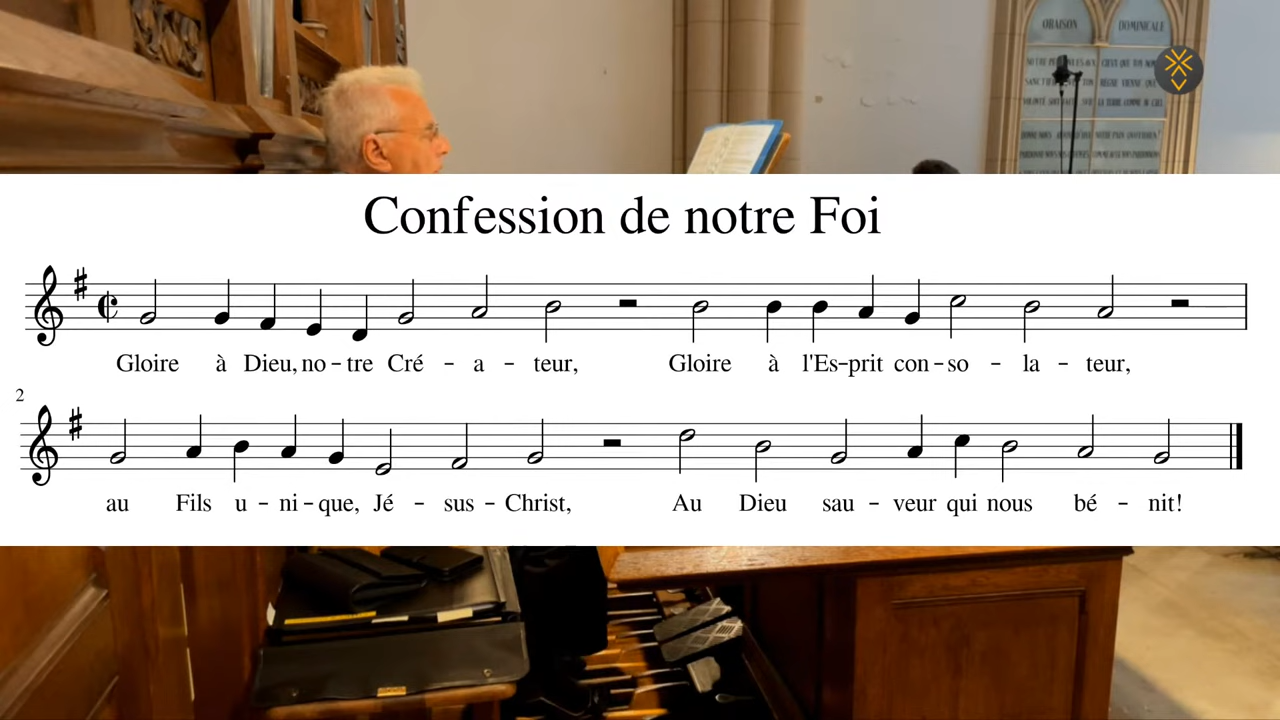 ORAISON DOMINICALE
Confession de notre Foi
Gloire à Dieu, no – tre Cré – a – teur, Gloire à l'Es–prit con – so – la – teur,
2
au Fils u – ni – que, Jé – sus – Christ, Au Dieu sau – veur qui nous bé – nit!